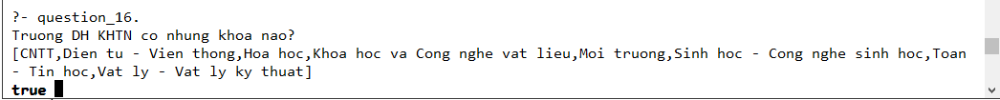 ?- question_16.
Truong DH KHTN co nhung khoa nao?
[CNTT,Dien tu - Vien thong,Hoa hoc,Khoa hoc va Cong nghe vat lieu,Moi truong,Sinh hoc - Cong nghe sinh hoc,Toan
- Tin hoc,Vat ly - Vat ly ky thuat]
true